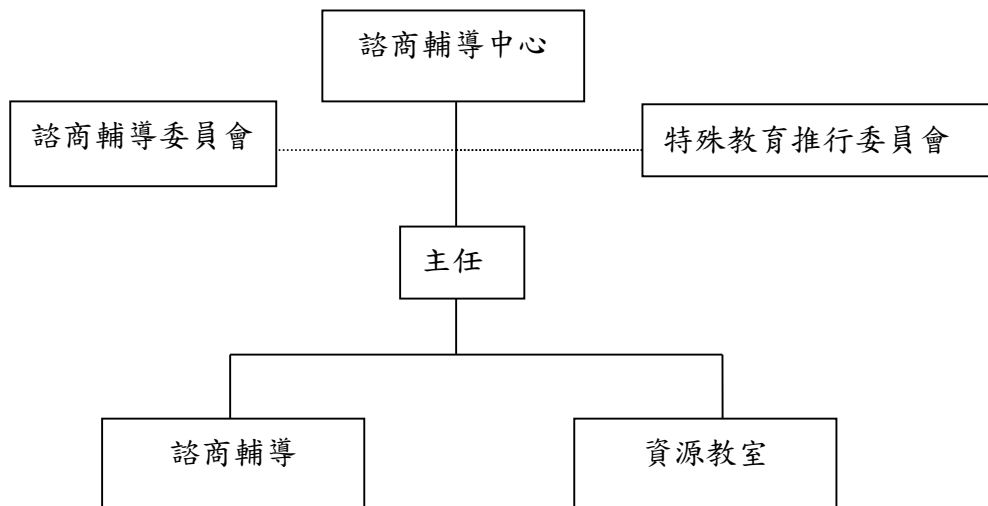 諮商輔導中心
諮商輔導委員會
特殊教育推行委員會
主任
諮商輔導
資源教室